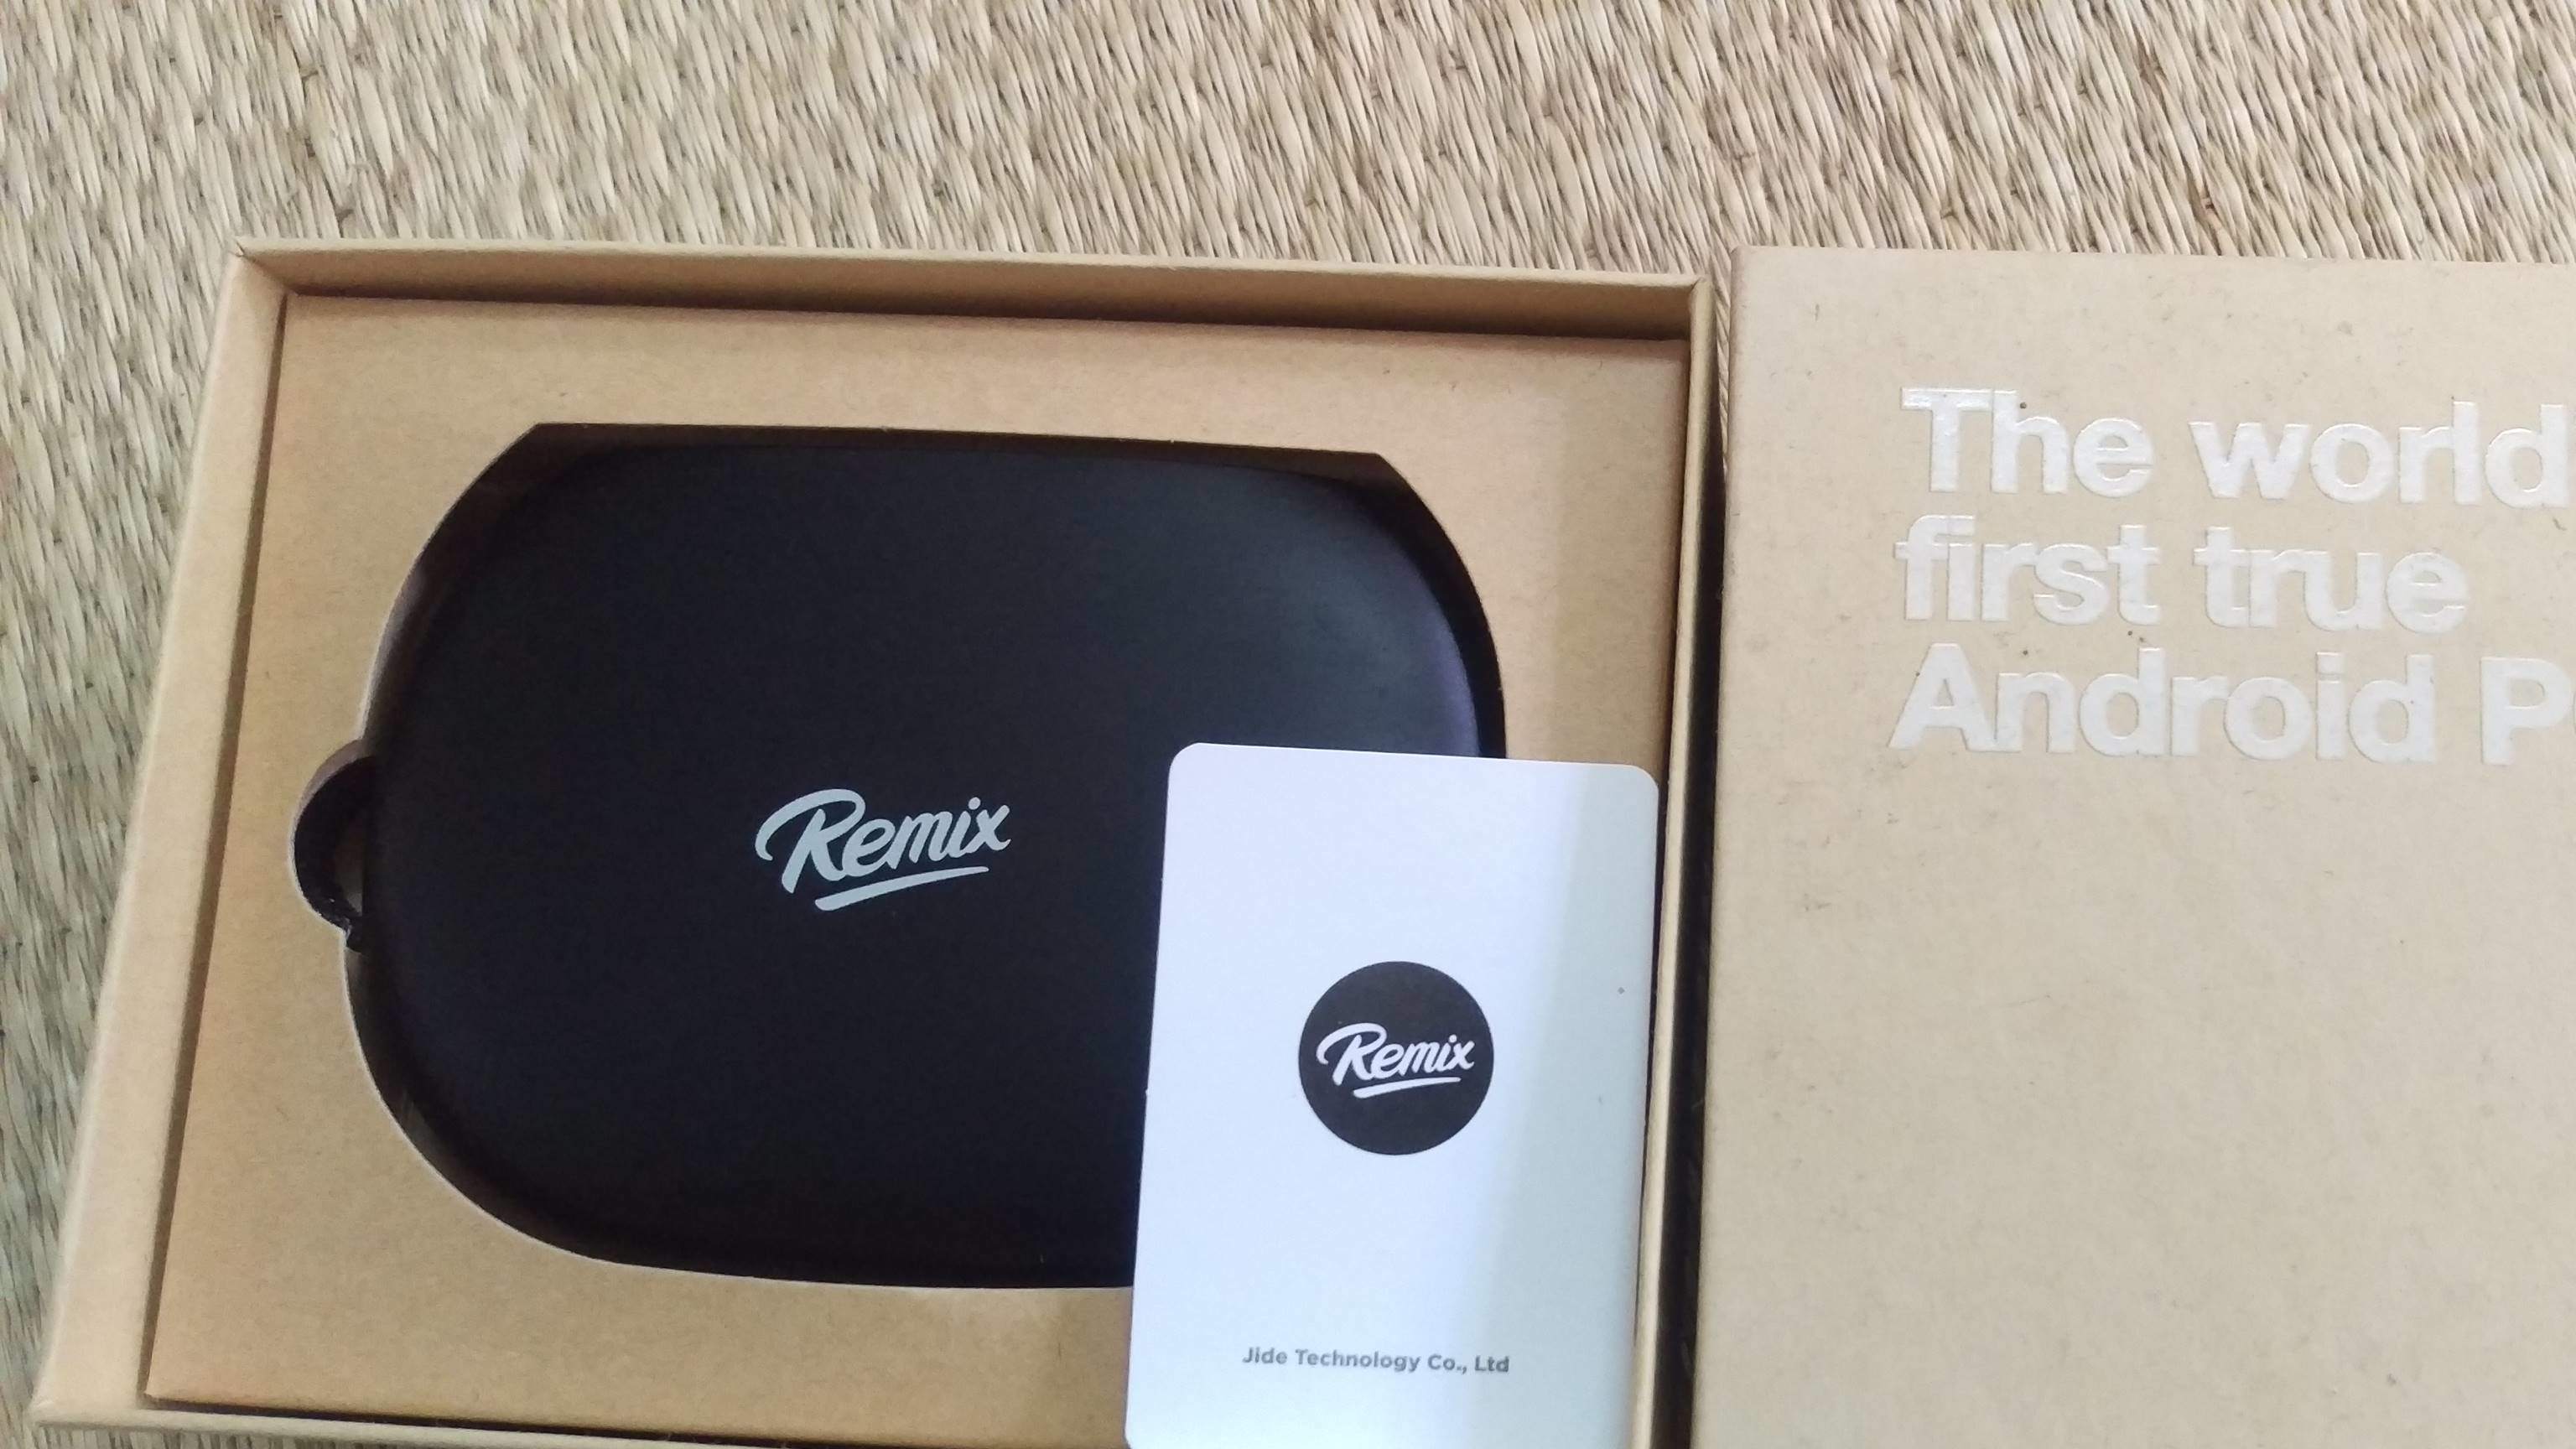 Remix
Remix
Jide Technology Co., Ltd
The world
first true
Android P